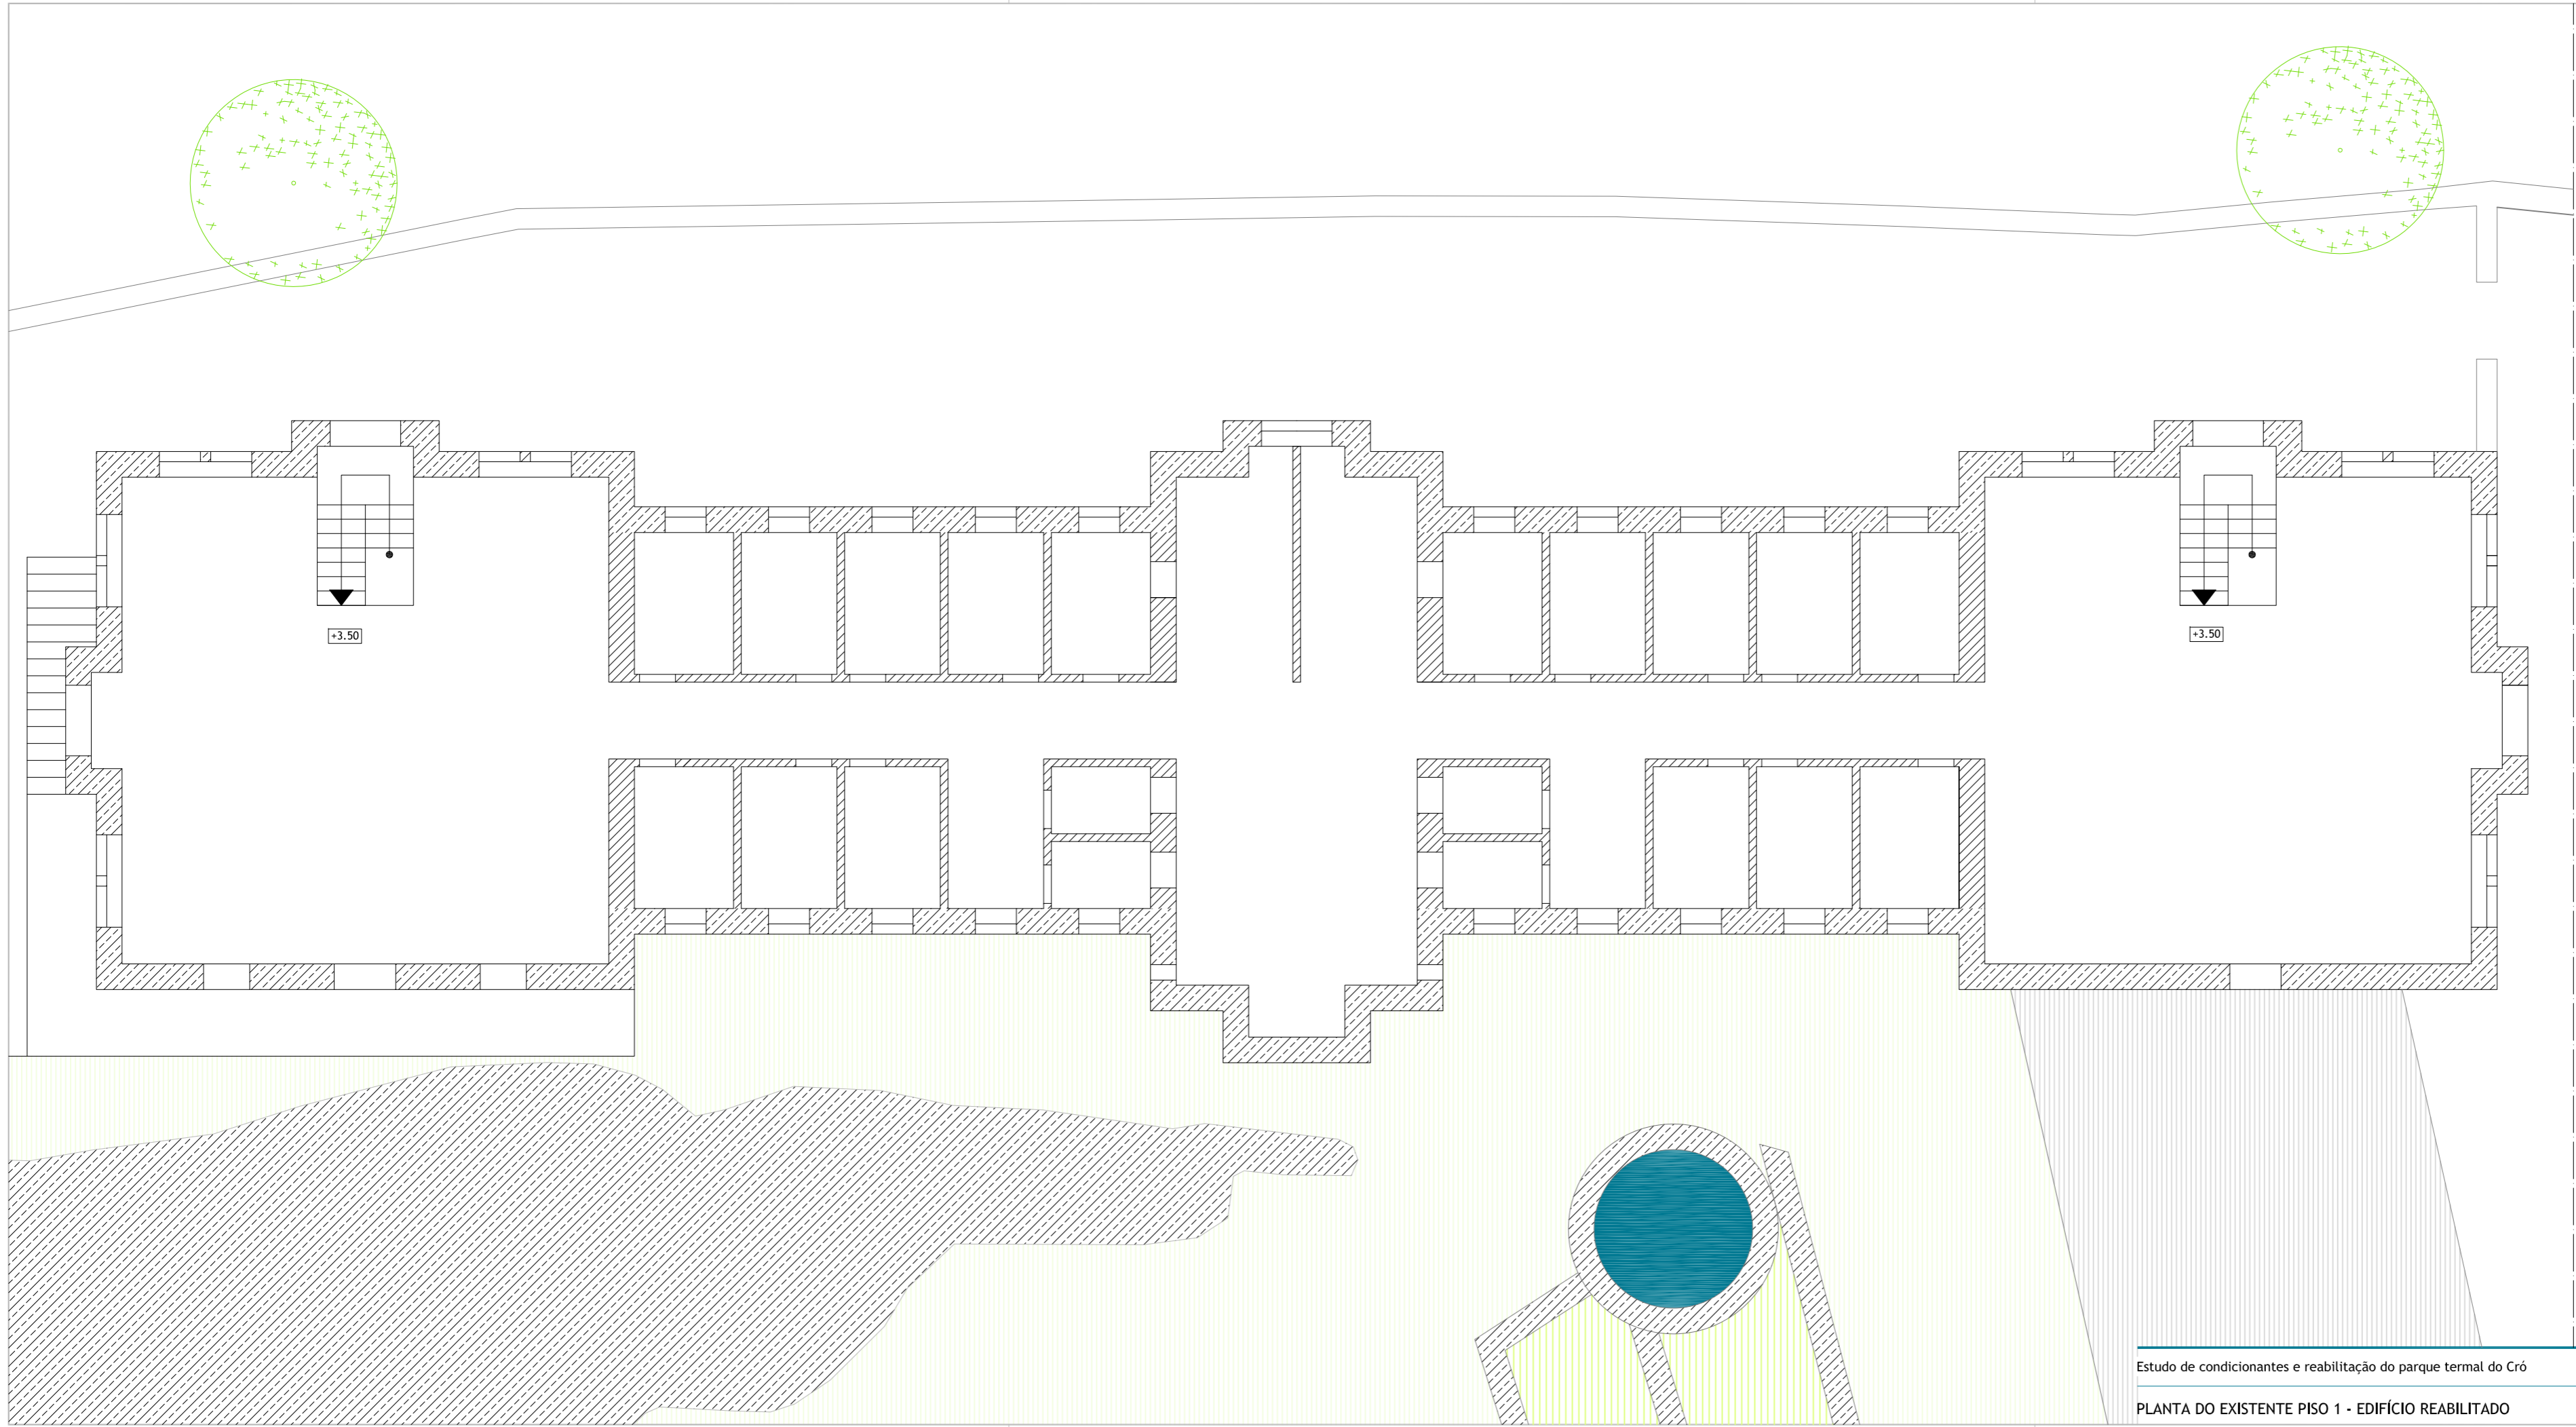 +3.50
+3.50
Estudo de condicionantes e reabilitação do parque termal do Cró
PLANTA DO EXISTENTE PISO 1 - EDIFÍCIO REABILITADO